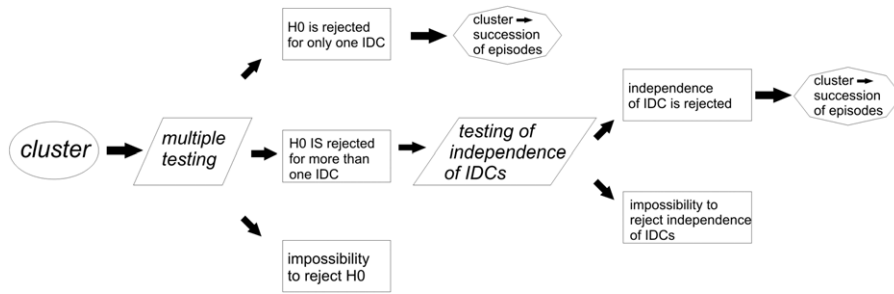 cluster
multiple
testing
H0 is rejected
for only one IDC
cluster ➡
succession
of episodes
H0 IS rejected
for more than
one IDC
testing of
independence
of IDCs
independence
of IDC is rejected
cluster ➡
succession
of episodes
impossibility to
reject independence
of IDCs
impossibility
to reject H0